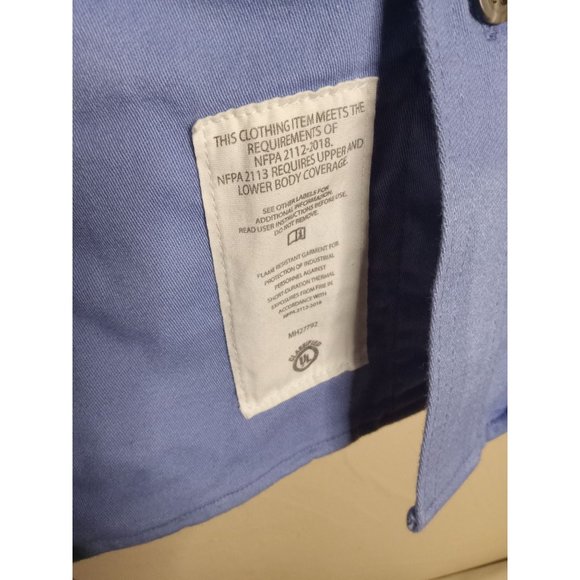 THIS CLOTHING ITEM MEETS THE
REQUIREMENTS OF
NFPA 2112-2018.
NFPA 2113 REQUIRES UPPER AND
LOWER BODY COVERAGE.
SEE OTHER LABELS FOR
ADDITIONAL INFORMATION.
READ USER INSTRUCTIONS BEFORE USE.
DO NOT REMOVE.
FLAME RESISTANT GARMENT FOR
PROTECTION OF INDUSTRIAL
PERSONNEL AGAINST
SHORT-DURATION THERMAL
EXPOSURES FROM FIRE IN
ACCORDANCE WITH
NFPA 2112-2018
MH27792
CLASSIFIED
UL